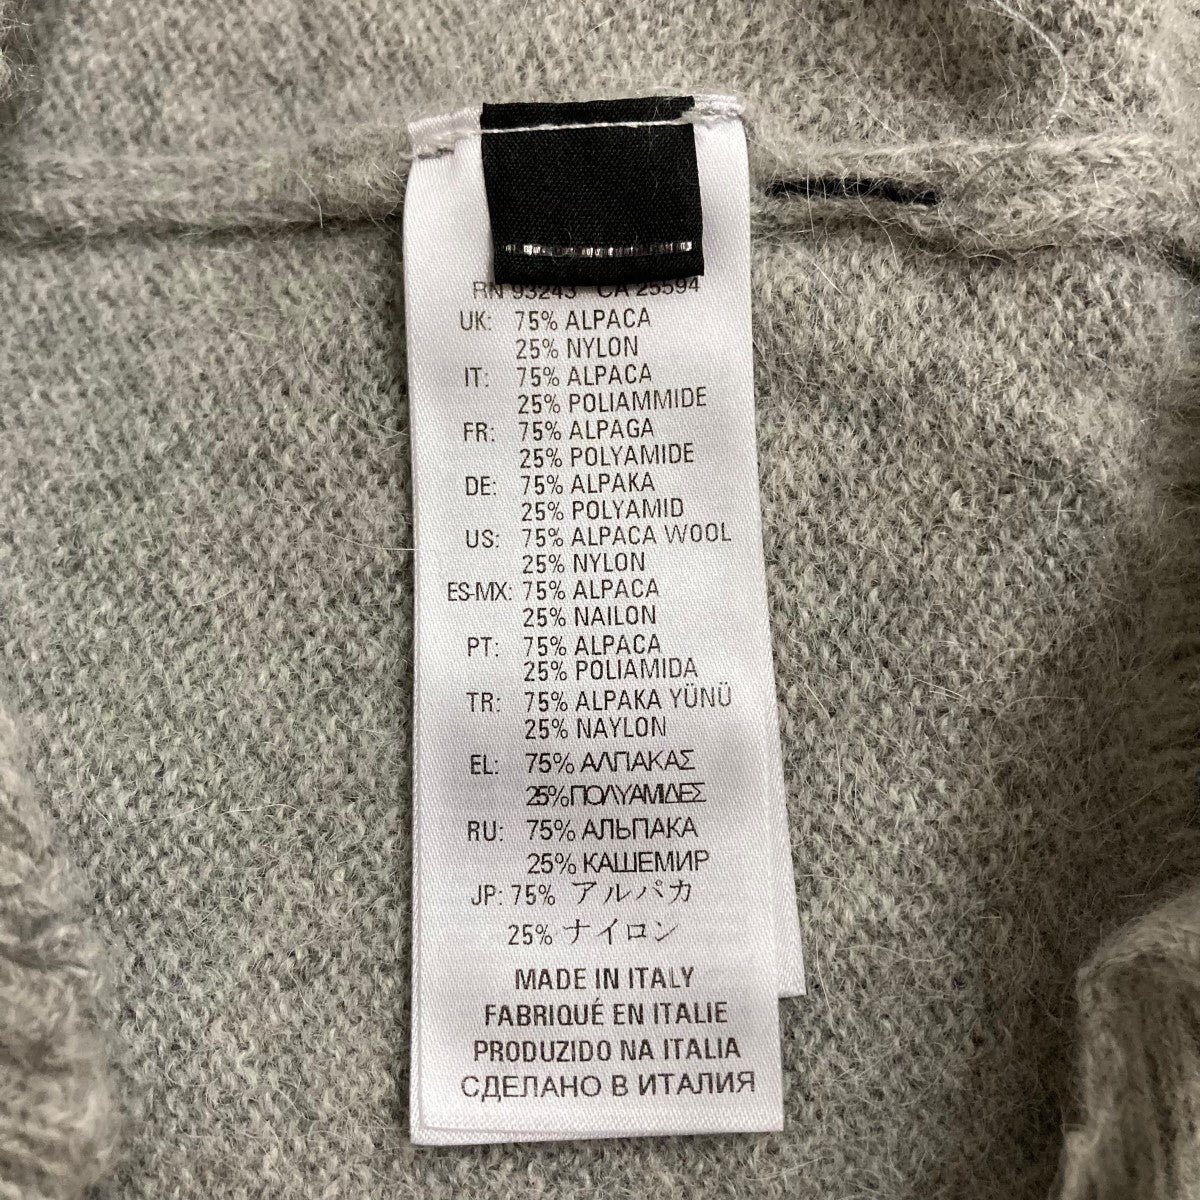 RN 93243 CA 25594
UK: 75% ALPACA
25% NYLON
IT: 75% ALPACA
25% POLIAMMIDE
FR: 75% ALPAGA
25% POLYAMIDE
DE: 75% ALPAKA
25% POLYAMID
US: 75% ALPACA WOOL
25% NYLON
ES-MX: 75% ALPACA
25% NAILON
PT: 75% ALPACA
25% POLIAMIDA
TR: 75% ALPAKA YÜNÜ
25% NAYLON
EL: 75% ΑΛΠΑΚΑΣ
25% ΠΟΛΥΑΜΙΔΕΣ
RU: 75% АЛЬПАКА
25% КАШЕМИР
JP: 75% アルパカ
25% ナイロン
MADE IN ITALY
FABRIQUÉ EN ITALIE
PRODUZIDO NA ITALIA
СДЕЛАНО В ИТАЛИЯ